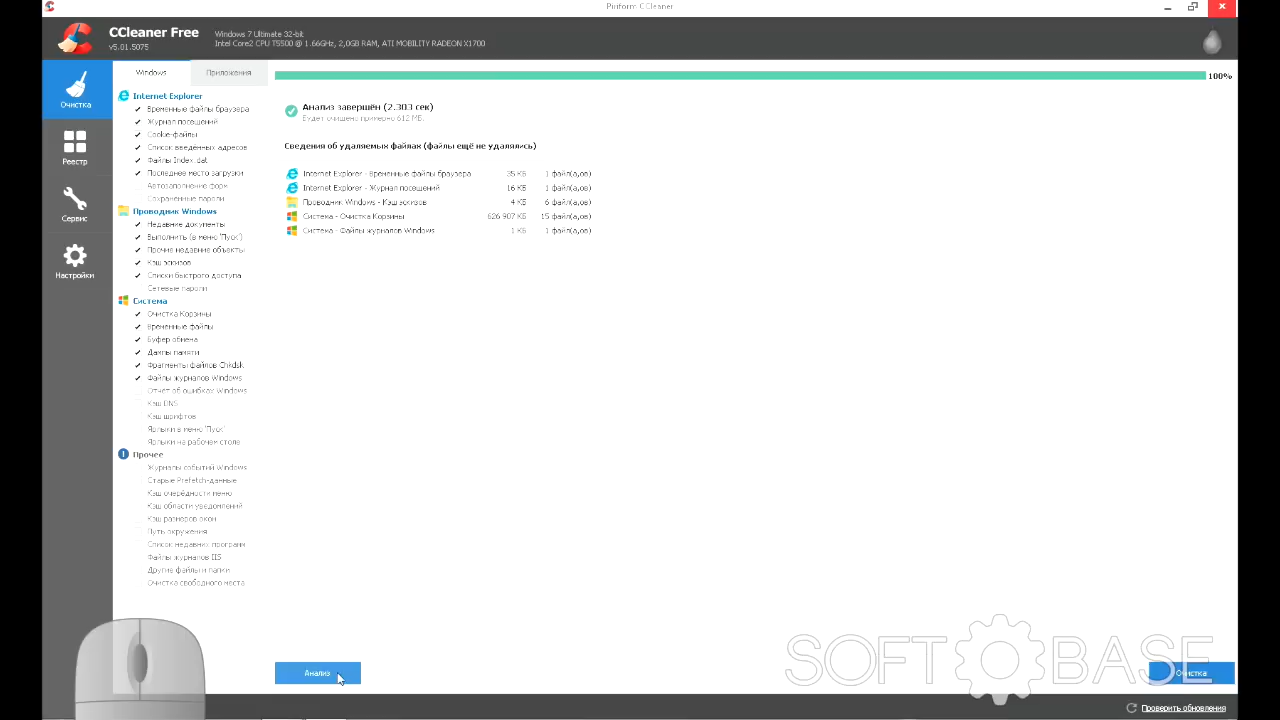 Piriform CCleaner
CCleaner Free
v5.01.5075
Windows 7 Ultimate 32-bit
Intel Core2 CPU T5500 @ 1.66GHz, 2,0GB RAM, ATI MOBILITY RADEON X1700
Очистка
Реестр
Сервис
Настройки
Windows
Приложения
Internet Explorer
Временные файлы браузера
Журнал посещений
Cookie-файлы
Список введённых адресов
Файлы Index.dat
Последнее место загрузки
Автозаполнение форм
Сохранённые пароли
Проводник Windows
Недавние документы
Выполнить (в меню 'Пуск')
Прочие недавние объекты
Кэш эскизов
Списки быстрого доступа
Сетевые пароли
Система
Очистка Корзины
Временные файлы
Буфер обмена
Дампы памяти
Фрагменты файлов Chkdsk
Файлы журналов Windows
Отчет об ошибках Windows
Кэш DNS
Кэш шрифтов
Ярлыки в меню 'Пуск'
Ярлыки на рабочем столе
Прочее
Журналы событий Windows
Старые Prefetch-данные
Кэш очерёдности меню
Кэш области уведомлений
Кэш размеров окон
Путь окружения
Список недавних программ
Файлы журналов IIS
Другие файлы и папки
Очистка свободного места
100%
Анализ завершён (2.303 сек)
Будет очищено примерно 612 МБ.
Сведения об удаляемых файлах (файлы ещё не удалялись)
Internet Explorer - Временные файлы браузера 35 КБ 1 файл(а,ов)
Internet Explorer - Журнал посещений 16 КБ 1 файл(а,ов)
Проводник Windows - Кэш эскизов 4 КБ 6 файл(а,ов)
Система - Очистка Корзины 626 907 КБ 15 файл(а,ов)
Система - Файлы журналов Windows 1 КБ 1 файл(а,ов)
Анализ
SOFT BASE
Очистка
Проверить обновления